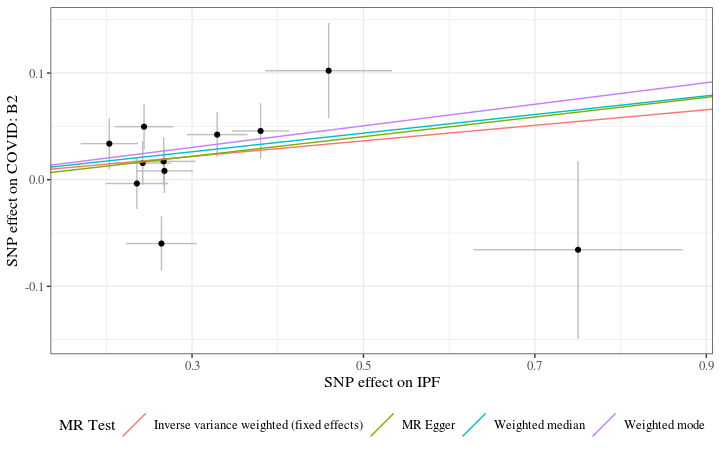 SNP effect on COVID: B2
0.1
0.0
-0.1
0.3 0.5 0.7 0.9
SNP effect on IPF
MR Test Inverse variance weighted (fixed effects) MR Egger Weighted median Weighted mode